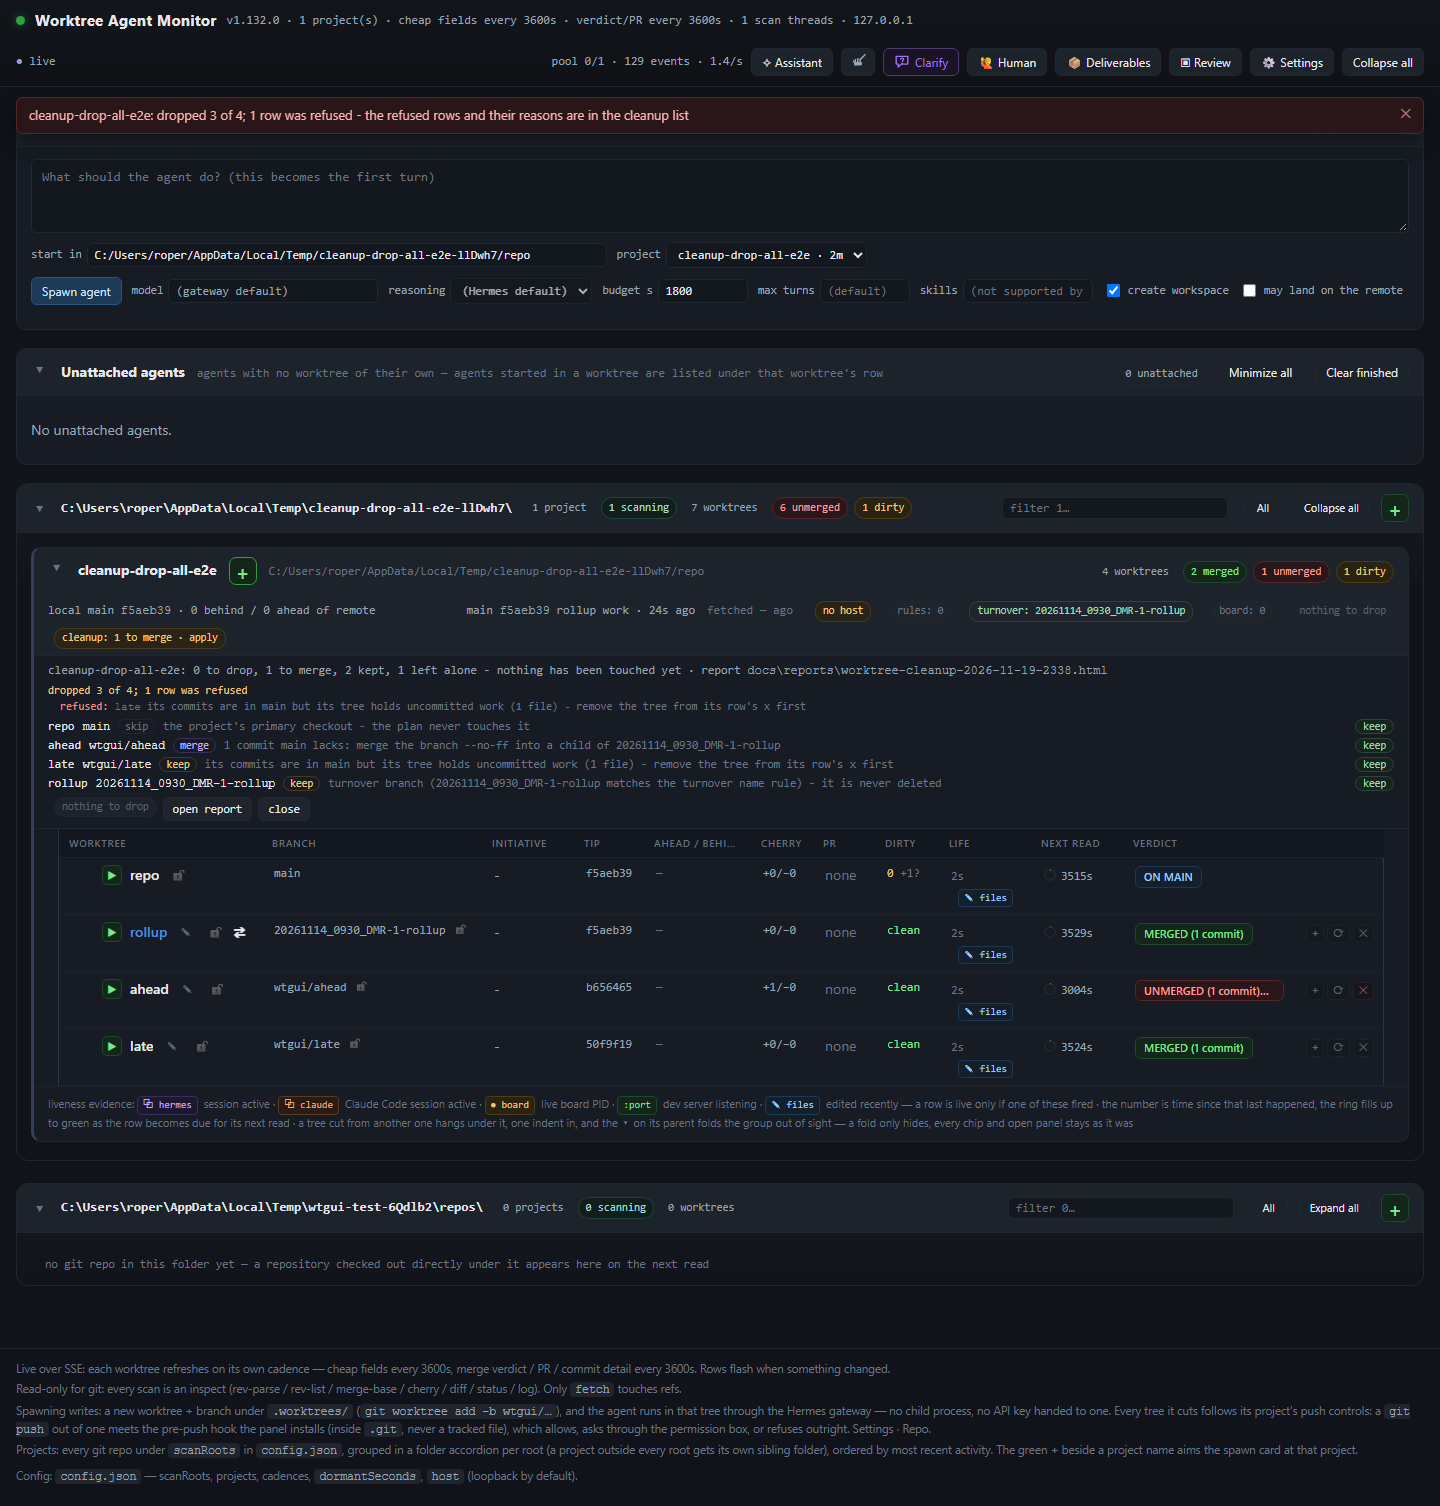 Worktree Agent Monitor v1.132.0 · 1 project(s) · cheap fields every 3600s · verdict/PR every 3600s · 1 scan threads · 127.0.0.1
live pool 0/1 · 129 events · 1.4/s Assistant Clarify Human Deliverables Review Settings Collapse all
cleanup-drop-all-e2e: dropped 3 of 4; 1 row was refused - the refused rows and their reasons are in the cleanup list
What should the agent do? (this becomes the first turn)
start in C:/Users/roper/AppData/Local/Temp/cleanup-drop-all-e2e-llDwh7/repo project cleanup-drop-all-e2e · 2m
Spawn agent model (gateway default) reasoning (Hermes default) budget s 1800 max turns (default) skills (not supported by create workspace may land on the remote
Unattached agents agents with no worktree of their own — agents started in a worktree are listed under that worktree's row 0 unattached Minimize all Clear finished
No unattached agents.
C:\Users\roper\AppData\Local\Temp\cleanup-drop-all-e2e-llDwh7\ 1 project 1 scanning 7 worktrees 6 unmerged 1 dirty filter 1… All Collapse all +
cleanup-drop-all-e2e + C:/Users/roper/AppData/Local/Temp/cleanup-drop-all-e2e-llDwh7/repo 4 worktrees 2 merged 1 unmerged 1 dirty
local main f5aeb39 · 0 behind / 0 ahead of remote main f5aeb39 rollup work · 24s ago fetched — ago no host rules: 0 turnover: 20261114_0930_DMR-1-rollup board: 0 nothing to drop
cleanup: 1 to merge · apply
cleanup-drop-all-e2e: 0 to drop, 1 to merge, 2 kept, 1 left alone - nothing has been touched yet · report docs\reports\worktree-cleanup-2026-11-19-2338.html
dropped 3 of 4; 1 row was refused
refused: late its commits are in main but its tree holds uncommitted work (1 file) - remove the tree from its row's x first
repo main skip the project's primary checkout - the plan never touches it keep
ahead wtgui/ahead merge 1 commit main lacks: merge the branch --no-ff into a child of 20261114_0930_DMR-1-rollup keep
late wtgui/late keep its commits are in main but its tree holds uncommitted work (1 file) - remove the tree from its row's x first keep
rollup 20261114_0930_DMR-1-rollup keep turnover branch (20261114_0930_DMR-1-rollup matches the turnover name rule) - it is never deleted keep
nothing to drop open report close
WORKTREE BRANCH INITIATIVE TIP AHEAD / BEHI… CHERRY PR DIRTY LIFE NEXT READ VERDICT
repo main - f5aeb39 — +0/-0 none 0 +1? 2s 3515s ON MAIN
files
rollup 20261114_0930_DMR-1-rollup - f5aeb39 — +0/-0 none clean 2s 3529s MERGED (1 commit) +
files
ahead wtgui/ahead - b656465 — +1/-0 none clean 2s 3004s UNMERGED (1 commit)… +
files
late wtgui/late - 50f9f19 — +0/-0 none clean 2s 3524s MERGED (1 commit) +
files
liveness evidence: hermes session active · claude Claude Code session active · board live board PID · :port dev server listening · files edited recently — a row is live only if one of these fired · the number is time since that last happened, the ring fills up
to green as the row becomes due for its next read · a tree cut from another one hangs under it, one indent in, and the ▾ on its parent folds the group out of sight — a fold only hides, every chip and open panel stays as it was
C:\Users\roper\AppData\Local\Temp\wtgui-test-6Qdlb2\repos\ 0 projects 0 scanning 0 worktrees filter 0… All Expand all +
no git repo in this folder yet — a repository checked out directly under it appears here on the next read
Live over SSE: each worktree refreshes on its own cadence — cheap fields every 3600s, merge verdict / PR / commit detail every 3600s. Rows flash when something changed.
Read-only for git: every scan is an inspect (rev-parse / rev-list / merge-base / cherry / diff / status / log). Only fetch touches refs.
Spawning writes: a new worktree + branch under .worktrees/ ( git worktree add -b wtgui/… ), and the agent runs in that tree through the Hermes gateway — no child process, no API key handed to one. Every tree it cuts follows its project's push controls: a git
push out of one meets the pre-push hook the panel installs (inside .git , never a tracked file), which allows, asks through the permission box, or refuses outright. Settings · Repo.
Projects: every git repo under scanRoots in config.json , grouped in a folder accordion per root (a project outside every root gets its own sibling folder), ordered by most recent activity. The green + beside a project name aims the spawn card at that project.
Config: config.json — scanRoots, projects, cadences, dormantSeconds , host (loopback by default).